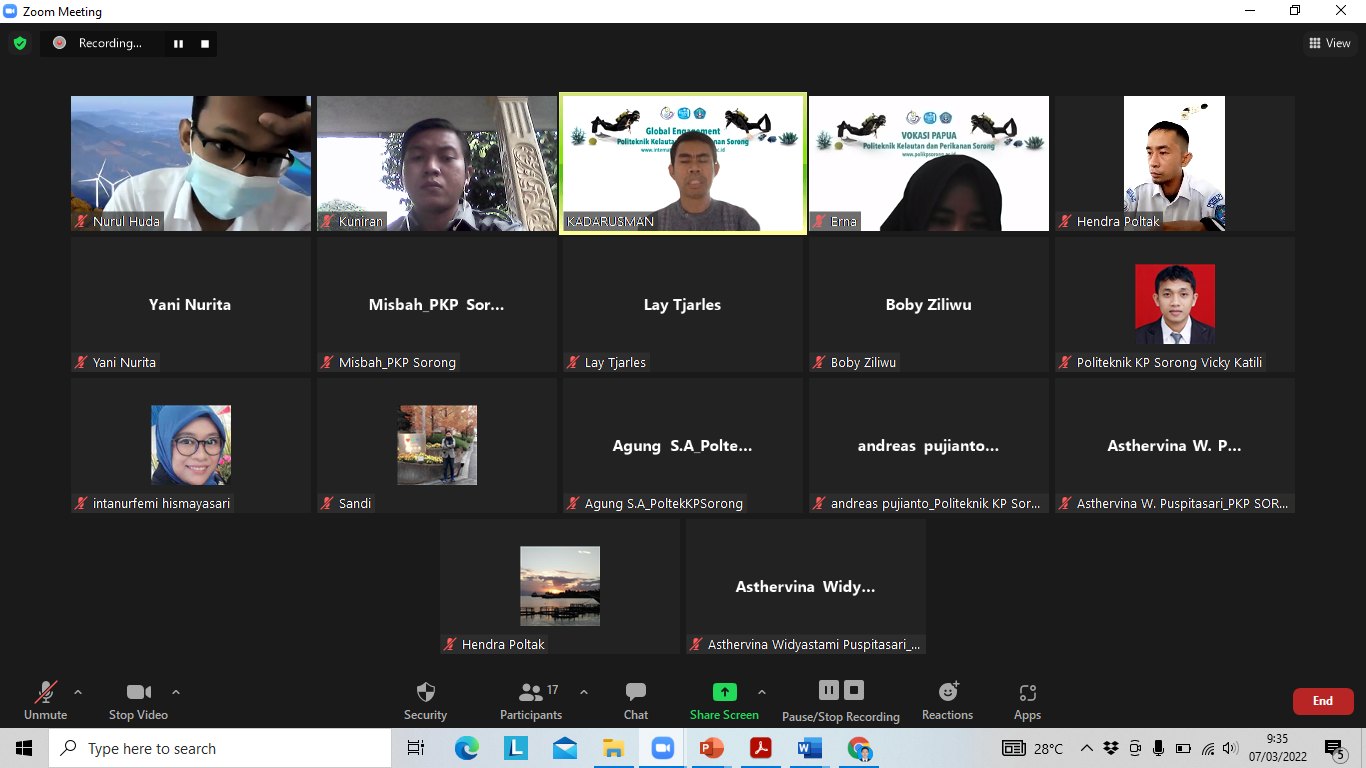 Zoom Meeting
Recording...
View
Nurul Huda
Kuniran
Global Engagement
Politeknik Kelautan dan Perikanan Sorong
KADARUSMAN
VOKASI PAPUA
Politeknik Kelautan dan Perikanan Sorong
Erna
Hendra Poltak
Yani Nurita
Yani Nurita
Misbah_PKP Sor...
Misbah_PKP Sorong
Lay Tjarles
Lay Tjarles
Boby Ziliwu
Boby Ziliwu
Politeknik KP Sorong Vicky Katili
intanurfemi hismayasari
Sandi
Agung S.A_Polte...
Agung S.A_PoltekKPSorong
andreas pujianto...
andreas pujianto_Politeknik KP Sor...
Asthervina W. P...
Asthervina W. Puspitasari_PKP SOR...
Hendra Poltak
Asthervina Widy...
Asthervina Widyastami Puspitasari_...
Unmute
Stop Video
Security
17
Participants
Chat
Share Screen
Pause/Stop Recording
Reactions
Apps
End
Type here to search
28°C
9:35
07/03/2022
5